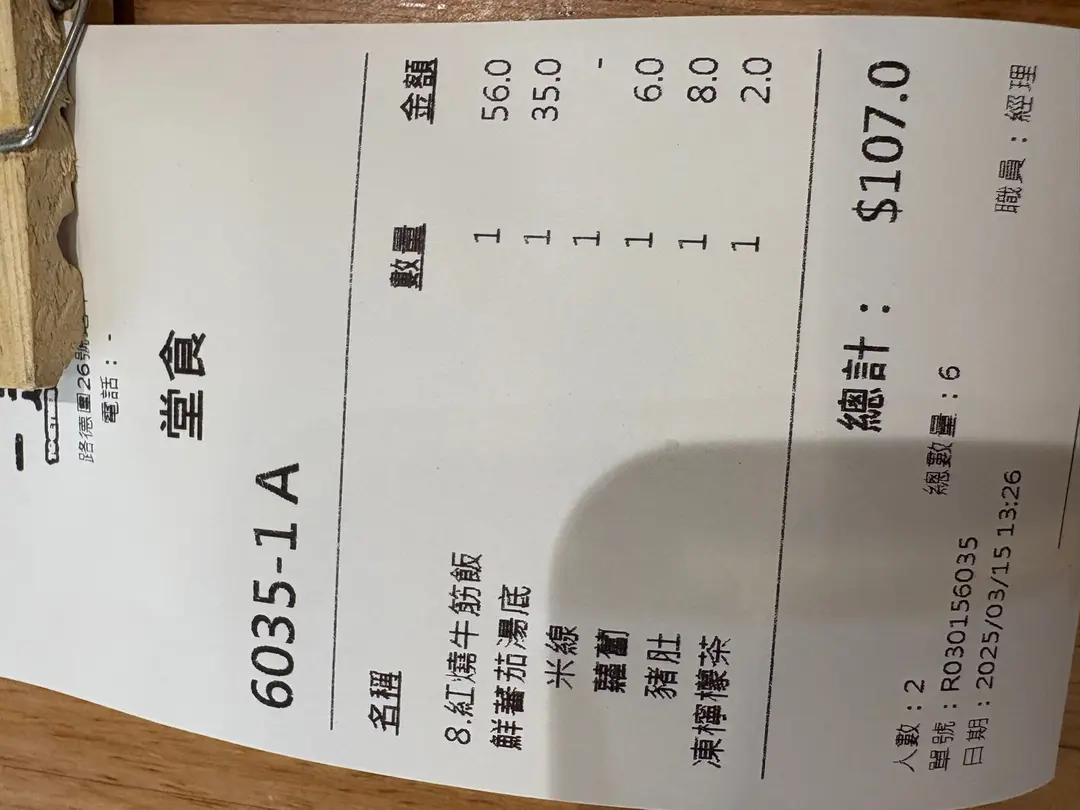 路德圍26號
電話：-
堂食
6035-1 A
名稱 數量 金額
8.紅燒牛筋飯 1 56.0
鮮蕃茄湯底 1 35.0
米線 1 -
蘿蔔 1 6.0
豬肚 1 8.0
凍檸檬茶 1 2.0
總計： $107.0
人數：2 總數量：6
單號：R030156035
日期：2025/03/15 13:26 職員：經理